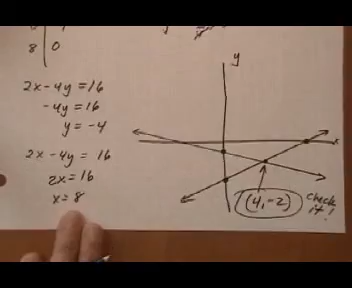 8 | 0
2x-4y=16
-4y=16
y=-4
2x-4y=16
2x=16
x=8
y
x
(4,-2)
check it!